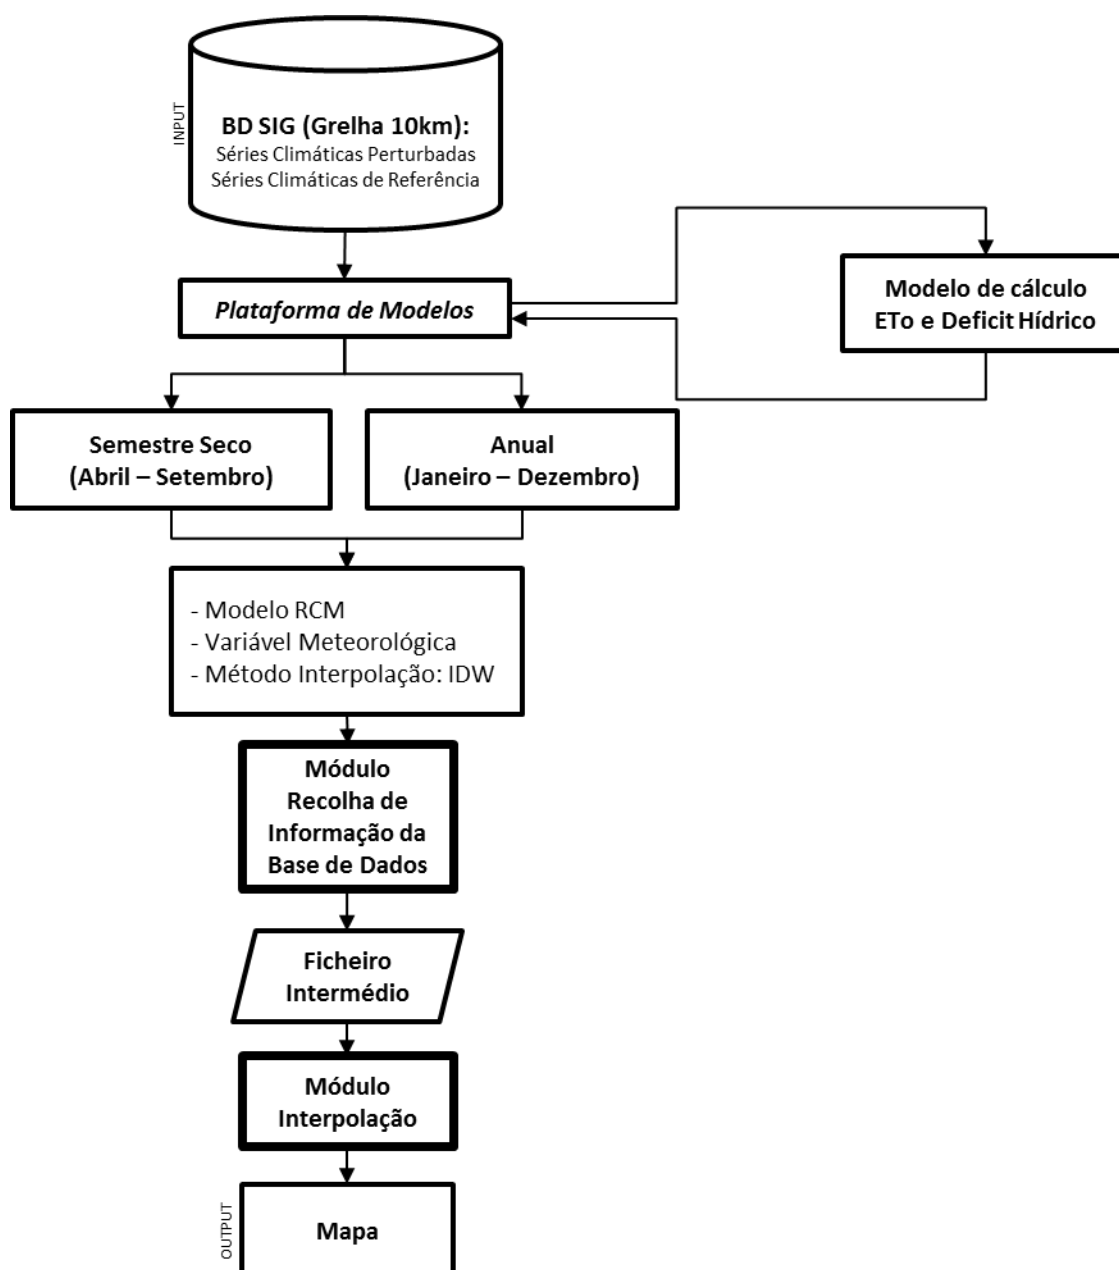 INPUT
BD SIG (Grelha 10km):
Séries Climáticas Perturbadas
Séries Climáticas de Referência
Plataforma de Modelos
Modelo de cálculo
ETo e Deficit Hídrico
Semestre Seco
(Abril – Setembro)
Anual
(Janeiro – Dezembro)
- Modelo RCM
- Variável Meteorológica
- Método Interpolação: IDW
Módulo
Recolha de
Informação da
Base de Dados
Ficheiro
Intermédio
Módulo
Interpolação
OUTPUT
Mapa